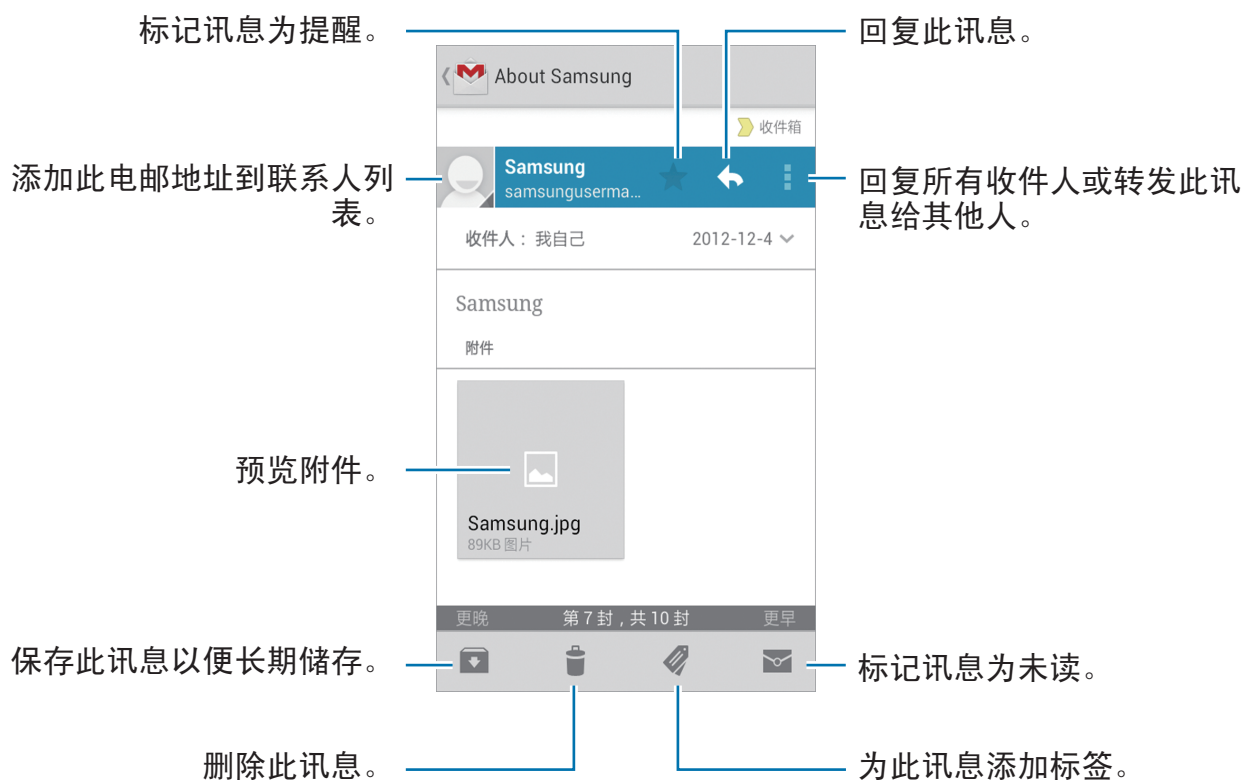 标记讯息为提醒。
回复此讯息。
About Samsung
收件箱
添加此电邮地址到联系人列
表。
Samsung
samsunguserma...
回复所有收件人或转发此讯
息给其他人。
收件人： 我自己 2012-12-4
Samsung
附件
预览附件。
Samsung.jpg
89KB 图片
更晚 第 7 封 , 共 10 封 更早
保存此讯息以便长期储存。
标记讯息为未读。
删除此讯息。
为此讯息添加标签。